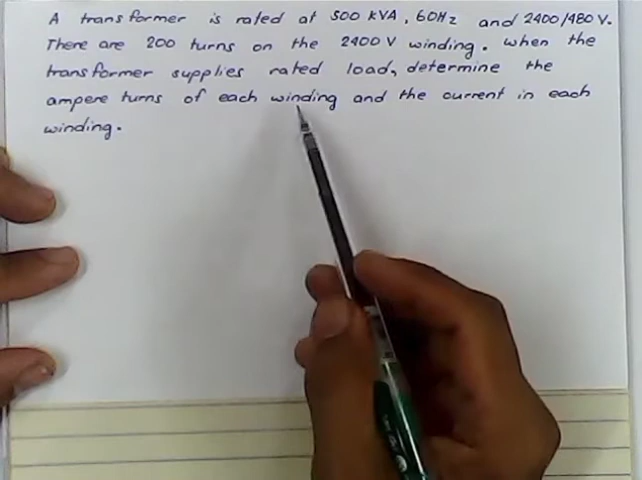 A transformer is rated at 500 kVA, 60Hz and 2400/480 V.
There are 200 turns on the 2400 V winding. When the
transformer supplies rated load, determine the
ampere turns of each winding and the current in each
winding.